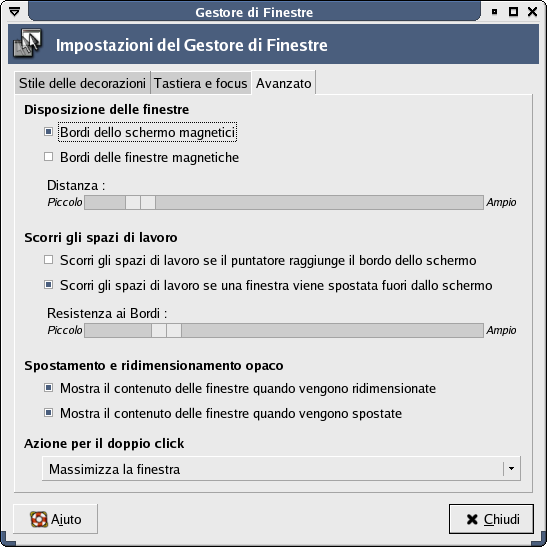 Gestore di Finestre
Impostazioni del Gestore di Finestre
Stile delle decorazioni Tastiera e focus Avanzato
Disposizione delle finestre
Bordi dello schermo magnetici
Bordi delle finestre magnetiche
Distanza :
Piccolo Ampio
Scorri gli spazi di lavoro
Scorri gli spazi di lavoro se il puntatore raggiunge il bordo dello schermo
Scorri gli spazi di lavoro se una finestra viene spostata fuori dallo schermo
Resistenza ai Bordi :
Piccolo Ampio
Spostamento e ridimensionamento opaco
Mostra il contenuto delle finestre quando vengono ridimensionate
Mostra il contenuto delle finestre quando vengono spostate
Azione per il doppio click
Massimizza la finestra
Aiuto Chiudi